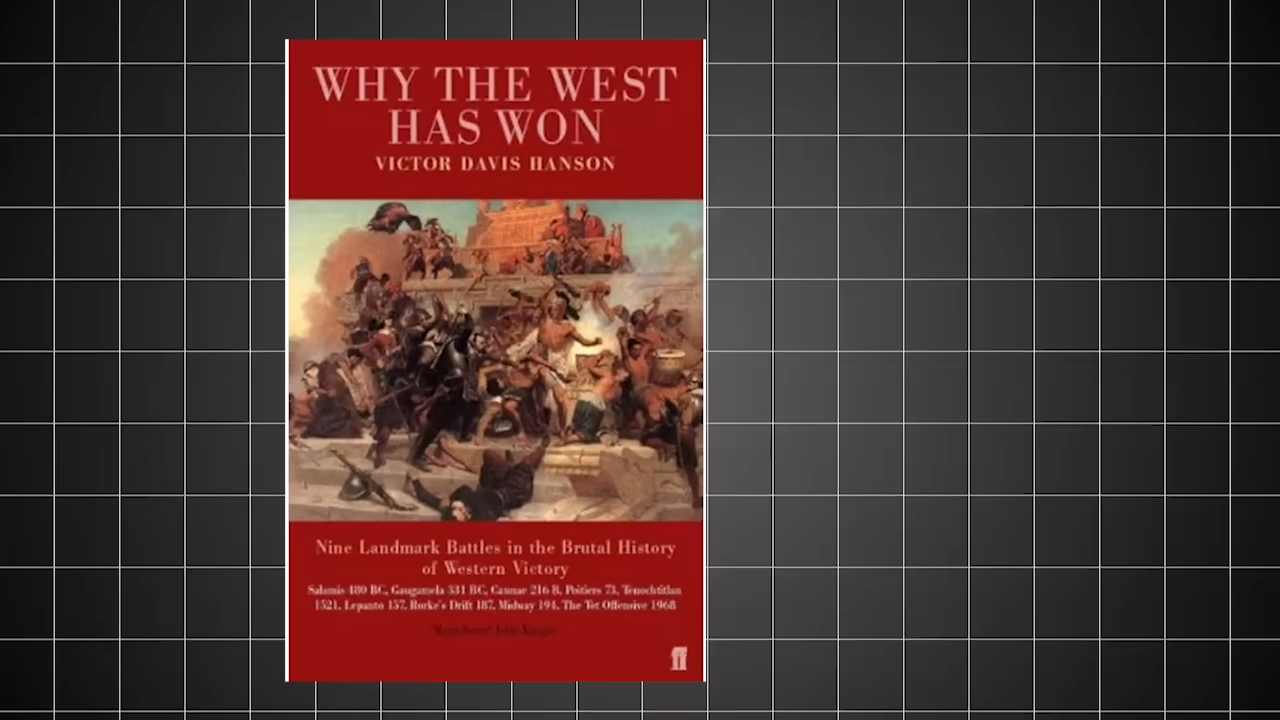 WHY THE WEST
HAS WON
VICTOR DAVIS HANSON
Nine Landmark Battles in the Brutal History
of Western Victory
Salamis 480 BC, Gaugamela 331 BC, Cannae 216 B, Poitiers 73, Tenochtitlan
1521, Lepanto 157, Rorke's Drift 187, Midway 194, The Tet Offensive 1968
ff